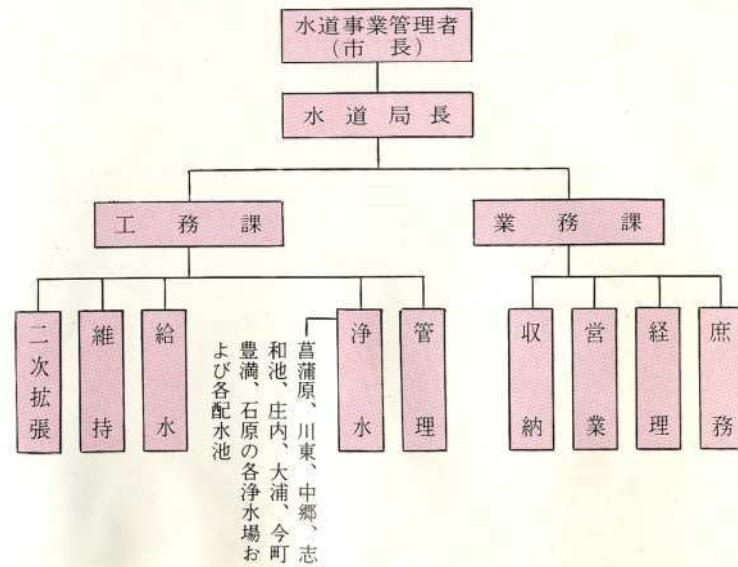 水道事業管理者
(市長)
水道局長
工務課
業務課
二次拡張
維持
給水
菖蒲原、川東、中郷、志
和池、庄内、大浦、今町
豊満、石原の各浄水場お
よび各配水池
浄水
管理
収納
営業
経理
庶務